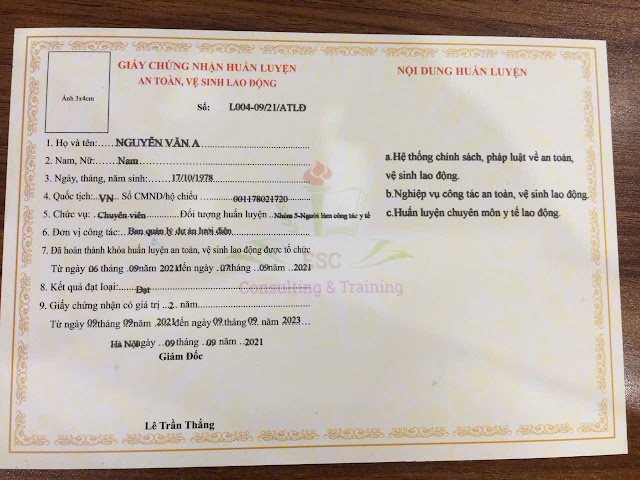 GIẤY CHỨNG NHẬN HUẤN LUYỆN
AN TOÀN, VỆ SINH LAO ĐỘNG
Ảnh 3x4cm
Số: L004-09/21/ATLĐ
1. Họ và tên:......NGUYỄN VĂN A
2. Nam, Nữ:......Nam
3. Ngày, tháng, năm sinh:......17/10/1978
4. Quốc tịch: VN Số CMND/hộ chiếu 001178021720
5. Chức vụ: Chuyên viên Đối tượng huấn luyện Nhóm 5-Người làm công tác y tế
6. Đơn vị công tác: Ban quản lý dự án lưới điện
7. Đã hoàn thành khóa huấn luyện an toàn, vệ sinh lao động được tổ chức
Từ ngày 06 tháng 09 năm 2021 đến ngày 07 tháng 09 năm 2021
8. Kết quả đạt loại: Đạt
9. Giấy chứng nhận có giá trị 2 năm
Từ ngày 09 tháng 09 năm 2021 đến ngày 09 tháng 09 năm 2023
Hà Nội ngày 09 tháng 09 năm 2021
Giám Đốc
Lê Trần Thắng
NỘI DUNG HUẤN LUYỆN
a.Hệ thống chính sách, pháp luật về an toàn,
vệ sinh lao động.
b.Nghiệp vụ công tác an toàn, vệ sinh lao động.
c.Huấn luyện chuyên môn y tế lao động.
ESC
Consulting & Training